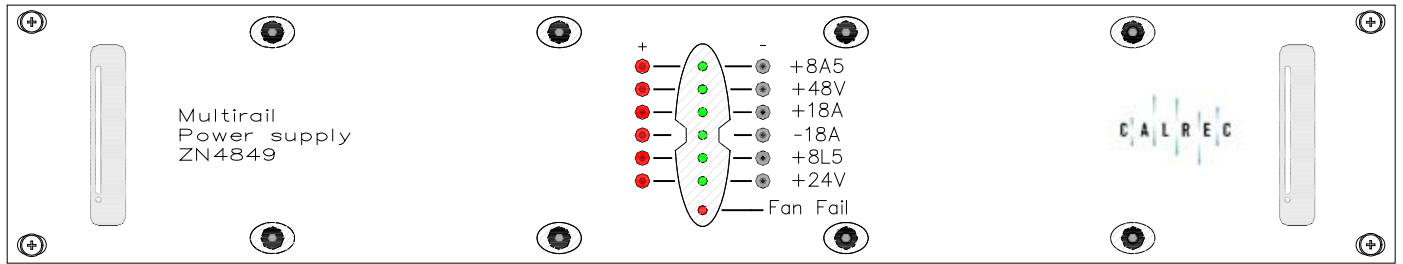 + -
+8A5
+48V
+18A
-18A
+8L5
+24V
Fan Fail
Multirail
Power supply
ZN4849
CALREC